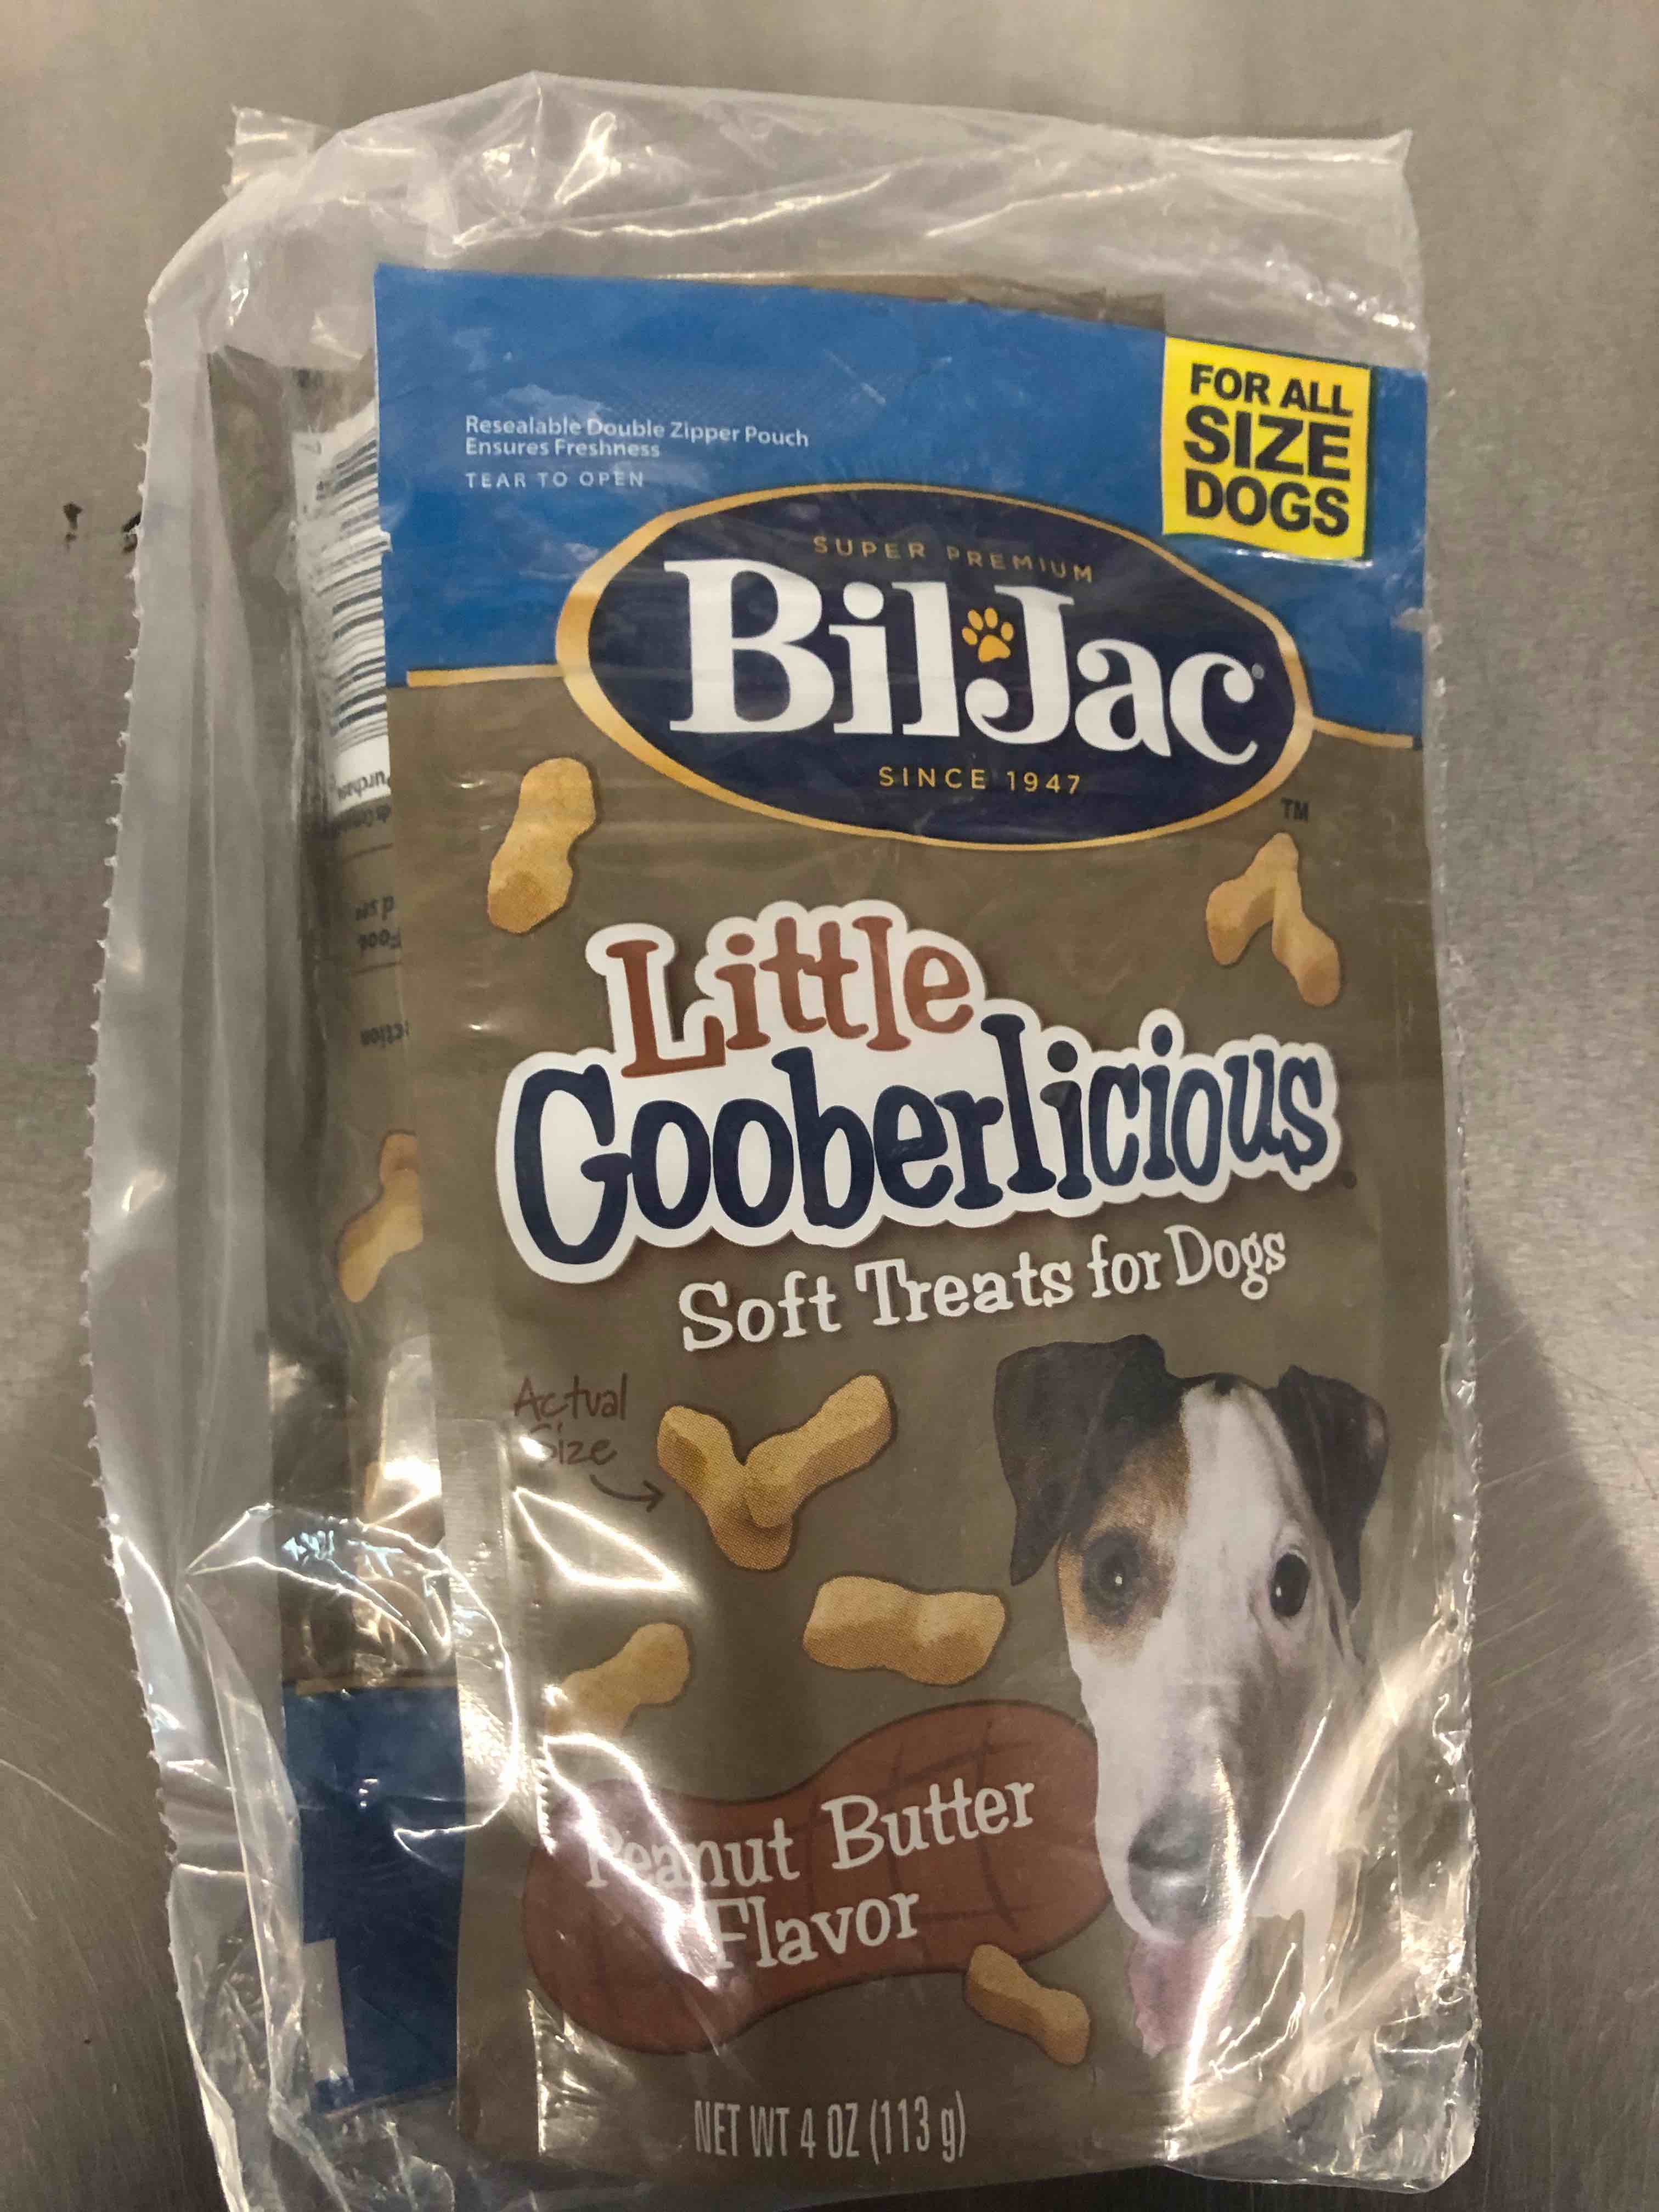 Resealable Double Zipper Pouch
Ensures Freshness
TEAR TO OPEN
FOR ALL
SIZE
DOGS
SUPER PREMIUM
BilJac®
SINCE 1947
TM
Little
Gooberlicious
Soft Treats for Dogs
Actual
Size
Peanut Butter
Flavor
NET WT 4 OZ (113 g)